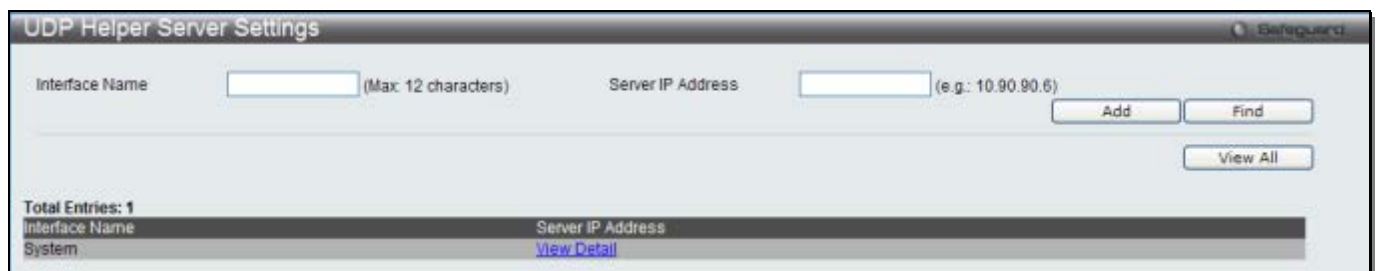 UDP Helper Server Settings
Safeguard
Interface Name (Max: 12 characters) Server IP Address (e.g.: 10.90.90.6)
Add Find
View All
Total Entries: 1
Interface Name Server IP Address
System View Detail